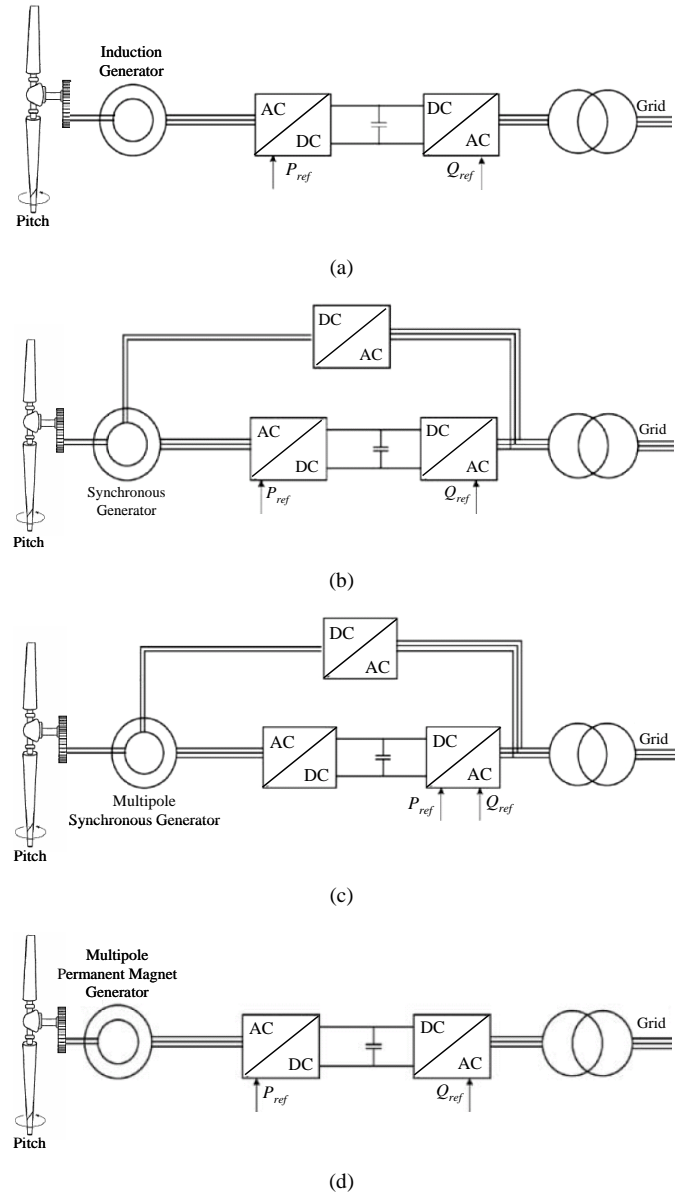 Induction
Generator
AC
DC
DC
AC
Grid
P_ref
Q_ref
Pitch
(a)
DC
AC
AC
DC
DC
AC
Grid
Synchronous
Generator
P_ref
Q_ref
Pitch
(b)
DC
AC
AC
DC
DC
AC
Grid
Multipole
Synchronous Generator
P_ref
Q_ref
Pitch
(c)
Multipole
Permanent Magnet
Generator
AC
DC
DC
AC
Grid
P_ref
Q_ref
Pitch
(d)